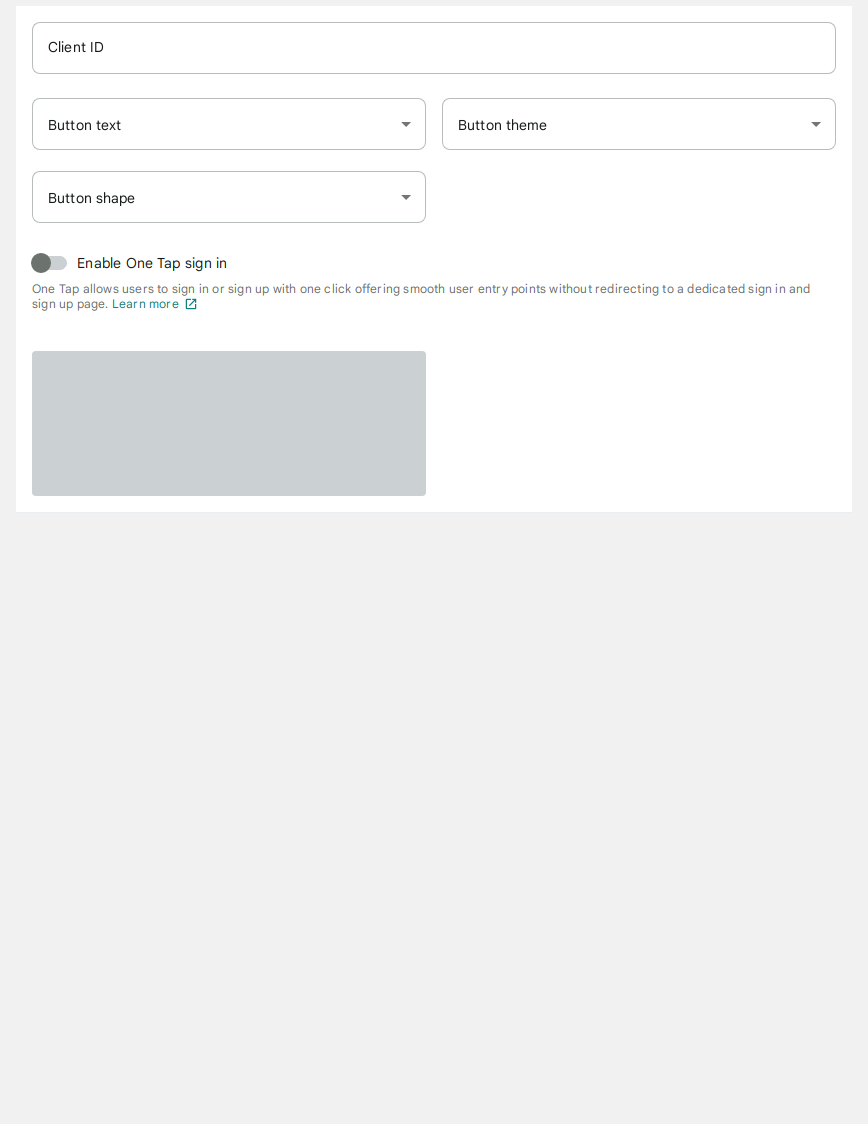 Client ID
Button text
Button theme
Button shape
Enable One Tap sign in
One Tap allows users to sign in or sign up with one click offering smooth user entry points without redirecting to a dedicated sign in and
sign up page. Learn more